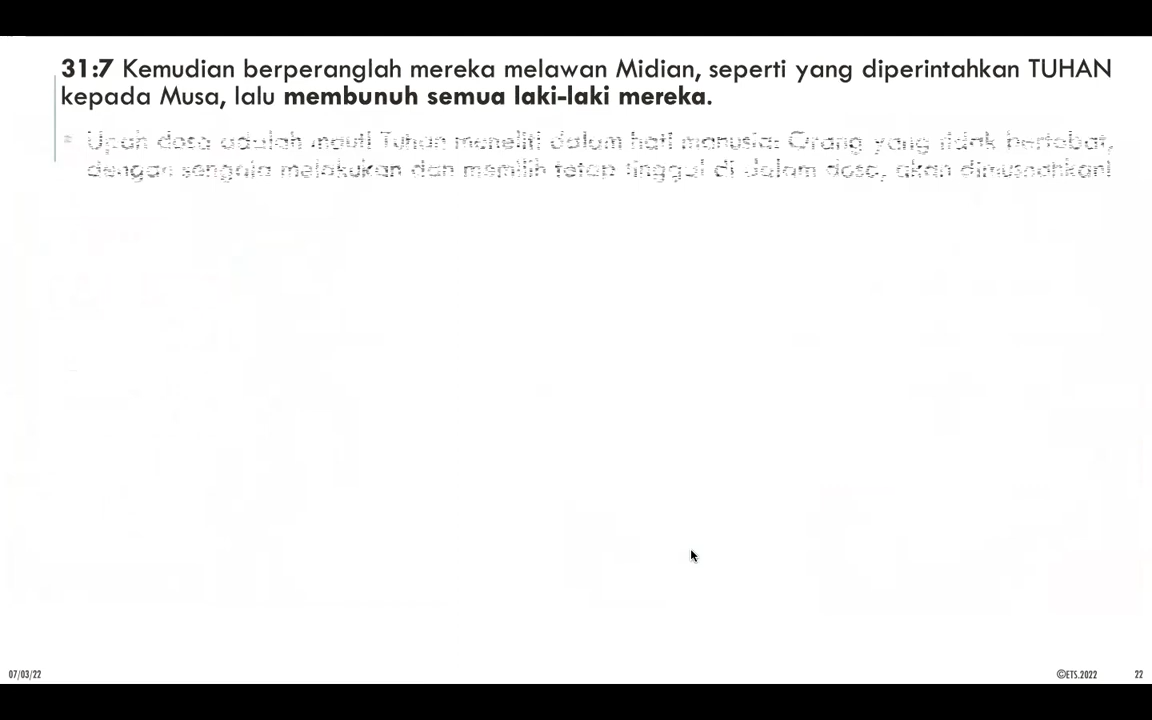 31:7 Kemudian berperanglah mereka melawan Midian, seperti yang diperintahkan TUHAN
kepada Musa, lalu membunuh semua laki-laki mereka.
Upah dosa adalah maut! Tuhan meneliti dalam hati manusia: Orang yang tidak bertobat,
dengan sengaja melakukan dan memilih tetap tinggal di dalam dosa, akan dimusnahkan!
07/03/22
©ETS.2022
22